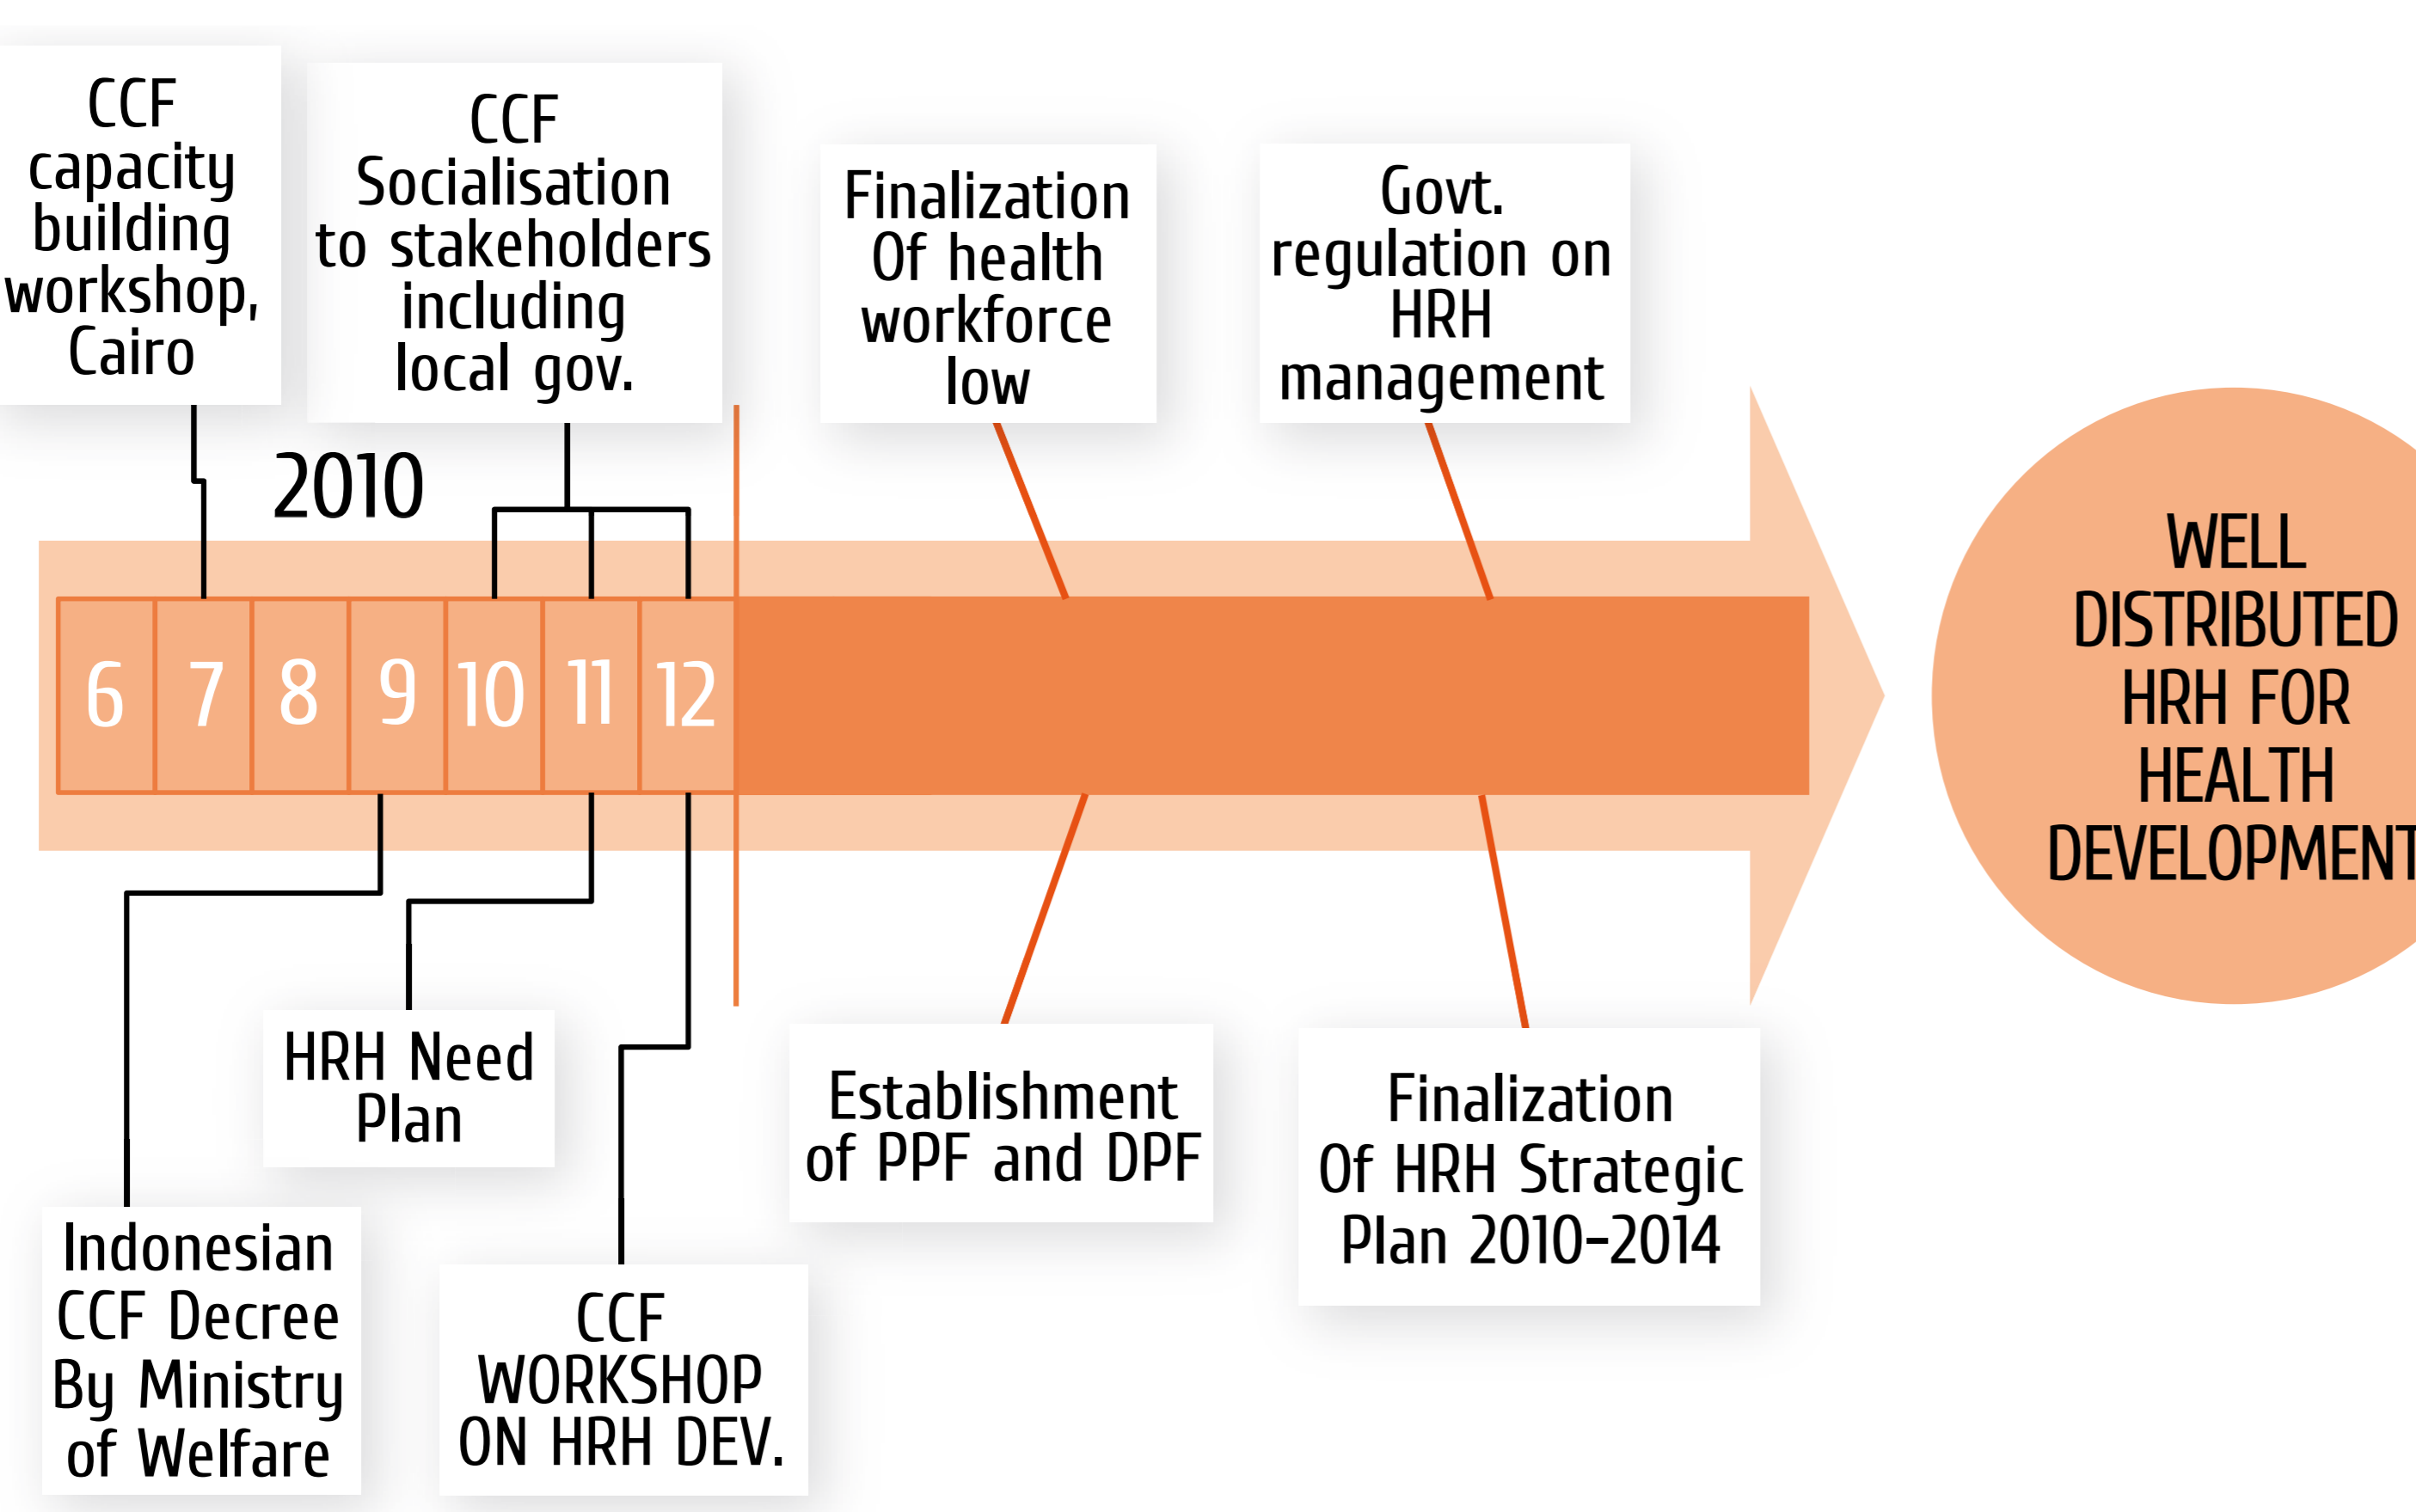 CCF
capacity
building
workshop,
Cairo
CCF
Socialisation
to stakeholders
including
local gov.
Finalization
Of health
workforce
low
Govt.
regulation on
HRH
management
2010
6 7 8 9 10 11 12
WELL
DISTRIBUTED
HRH FOR
HEALTH
DEVELOPMENT
HRH Need
Plan
Establishment
of PPF and DPF
Finalization
Of HRH Strategic
Plan 2010-2014
Indonesian
CCF Decree
By Ministry
of Welfare
CCF
WORKSHOP
ON HRH DEV.